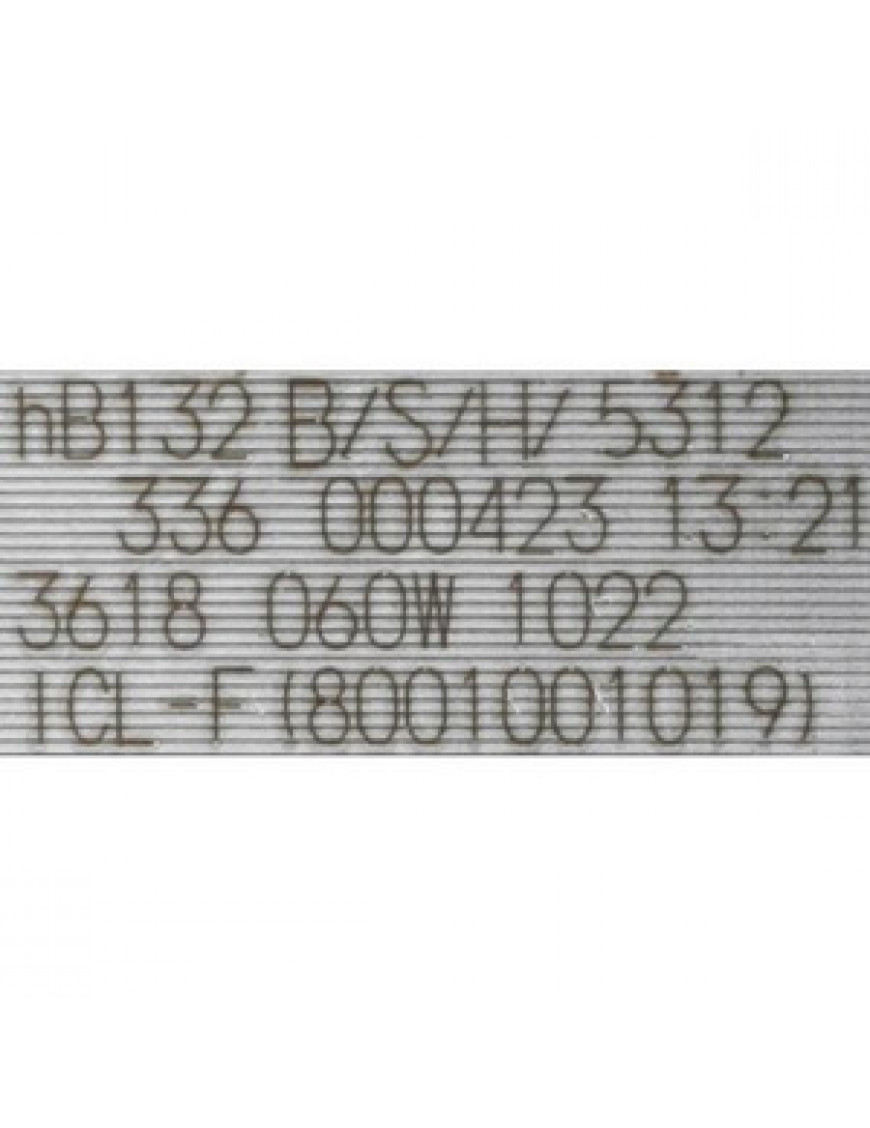 hB132 B/S/H/ 5312
336 000423 13:21
3618 060W 1022
ICL-F (8001001019)